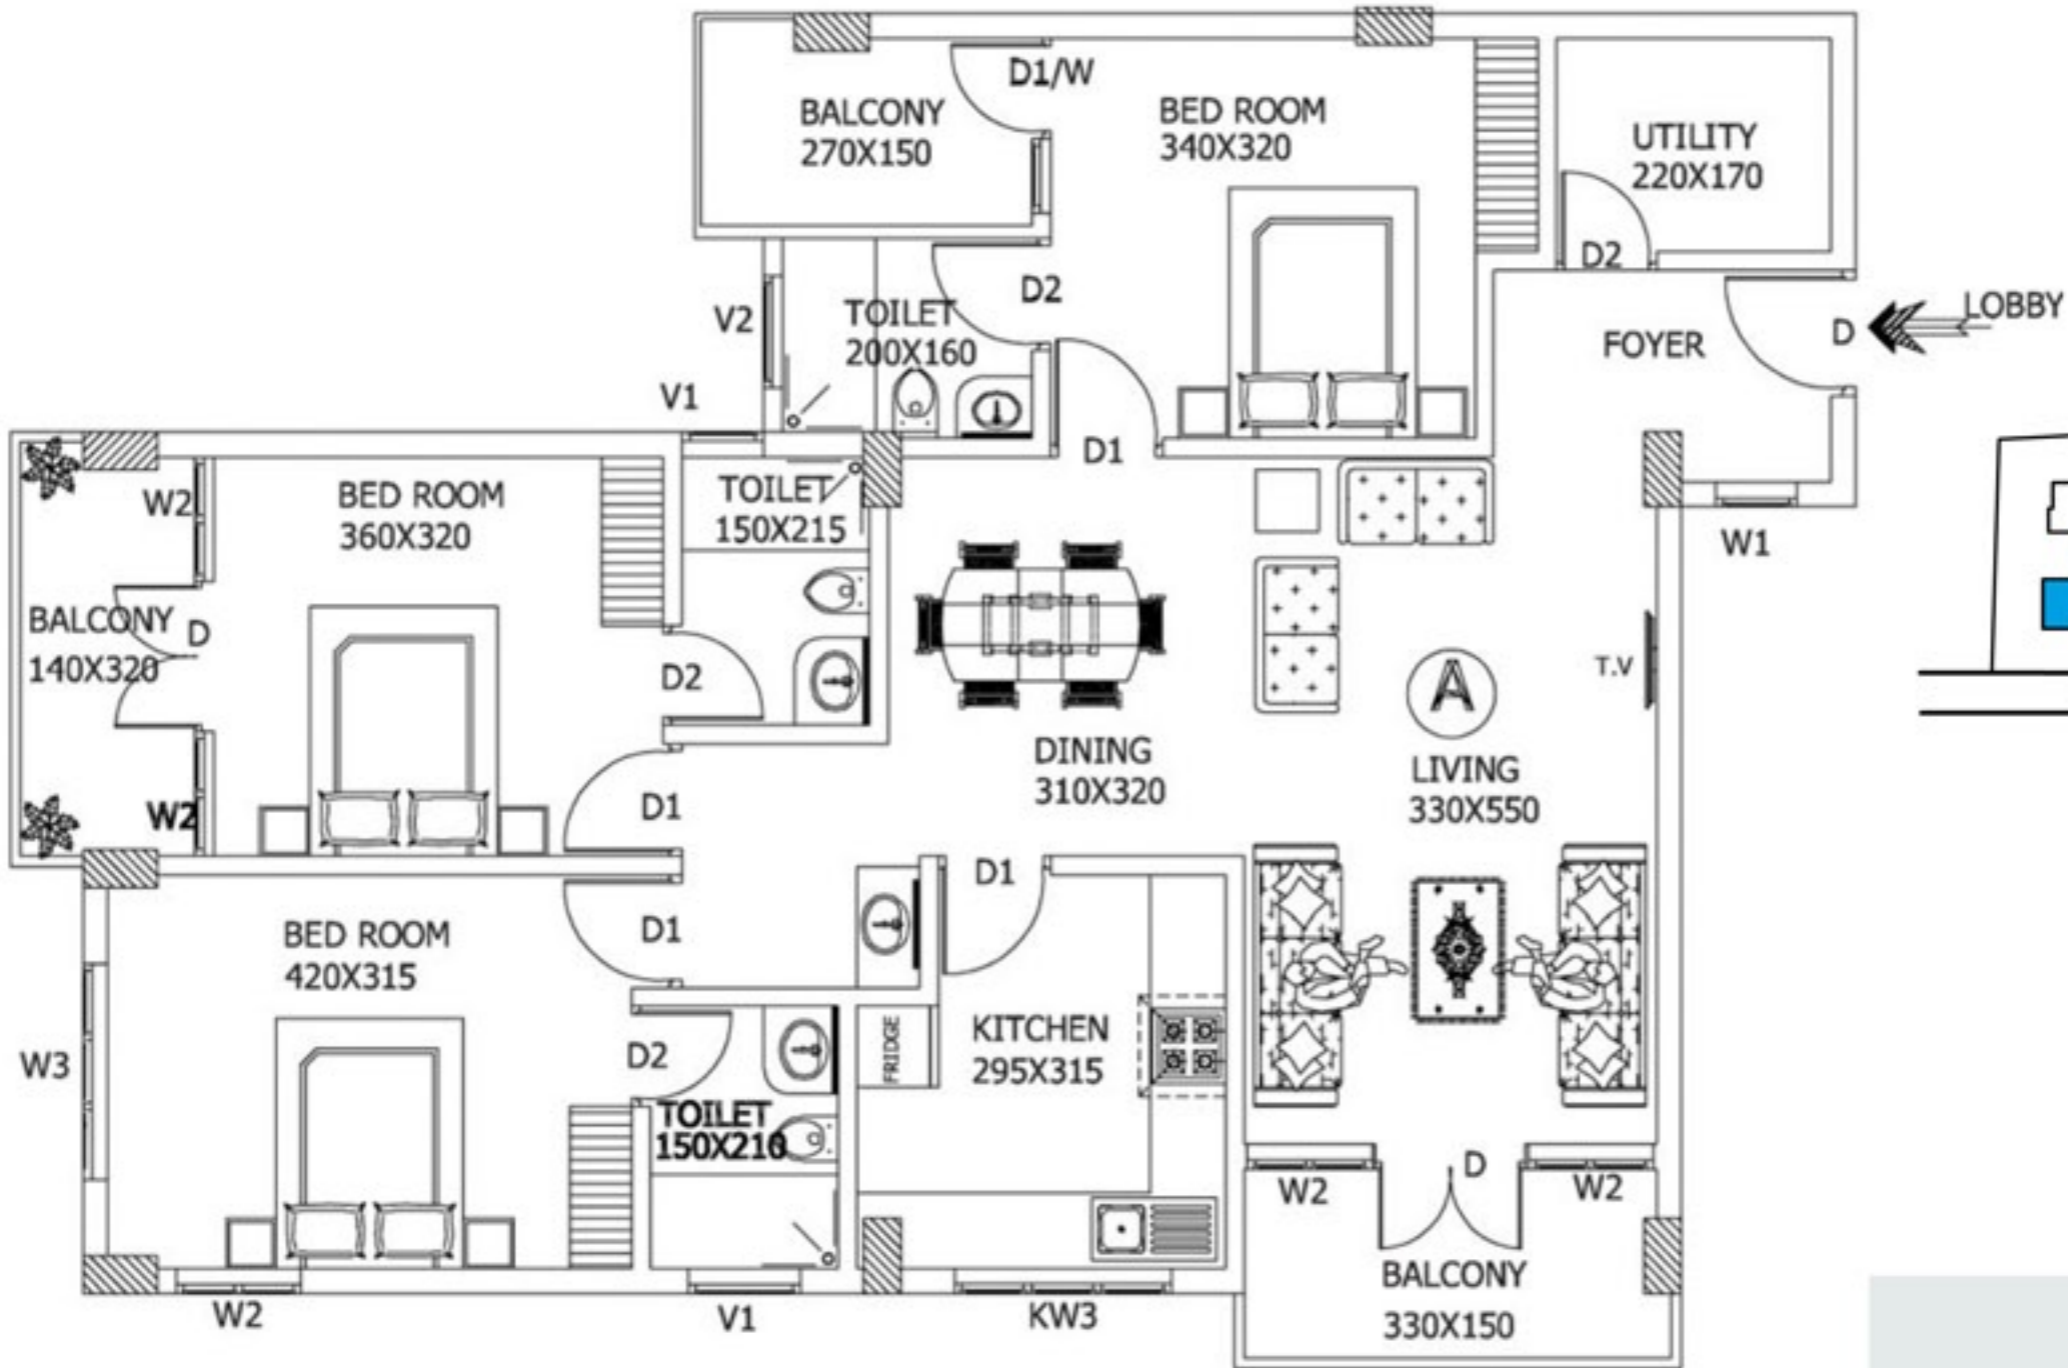 D1/W
BALCONY
270X150
BED ROOM
340X320
UTILITY
220X170
D2
D2
TOILET
200X160
V2
LOBBY
D
FOYER
V1
D1
W2
BED ROOM
360X320
TOILET
150X215
W1
BALCONY
140X320
D
D2
T.V
A
DINING
310X320
LIVING
330X550
W2
D1
D1
D1
BED ROOM
420X315
W3
D2
FRIDGE
KITCHEN
295X315
TOILET
150X210
D
W2
W2
BALCONY
330X150
W2
V1
KW3